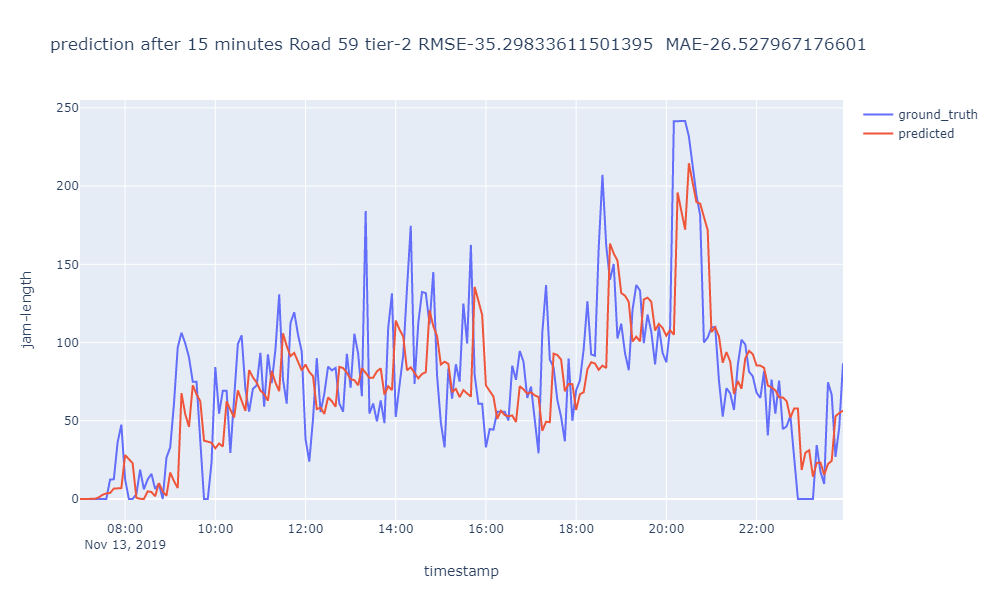 prediction after 15 minutes Road 59 tier-2 RMSE-35.29833611501395  MAE-26.527967176601
ground_truth
predicted
jam-length
250
200
150
100
50
0
08:00
10:00
12:00
14:00
16:00
18:00
20:00
22:00
Nov 13, 2019
timestamp